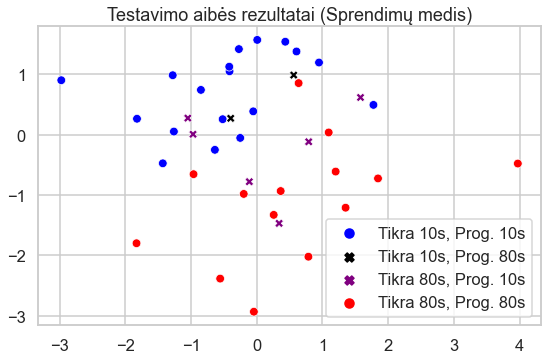 Testavimo aibės rezultatai (Sprendimų medis)
1
0
−1
−2
−3
Tikra 10s, Prog. 10s
Tikra 10s, Prog. 80s
Tikra 80s, Prog. 10s
Tikra 80s, Prog. 80s
−3 −2 −1 0 1 2 3 4